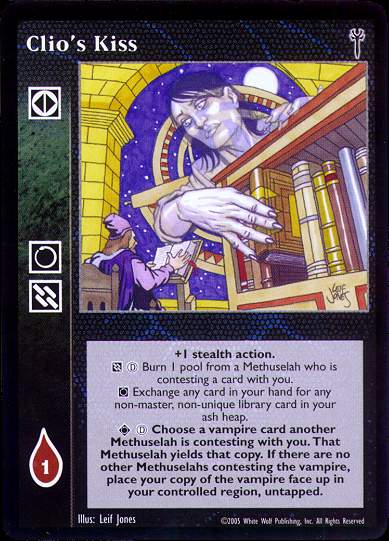 Clio's Kiss
LEIF JONES
+1 stealth action.
Ⓓ Burn 1 pool from a Methuselah who is
contesting a card with you.
Exchange any card in your hand for any
non-master, non-unique library card in your
ash heap.
Ⓓ Choose a vampire card another
Methuselah is contesting with you. That
Methuselah yields that copy. If there are no
other Methuselahs contesting the vampire,
place your copy of the vampire face up in
your controlled region, untapped.
1
Illus: Leif Jones
©2005 White Wolf Publishing, Inc. All Rights Reserved